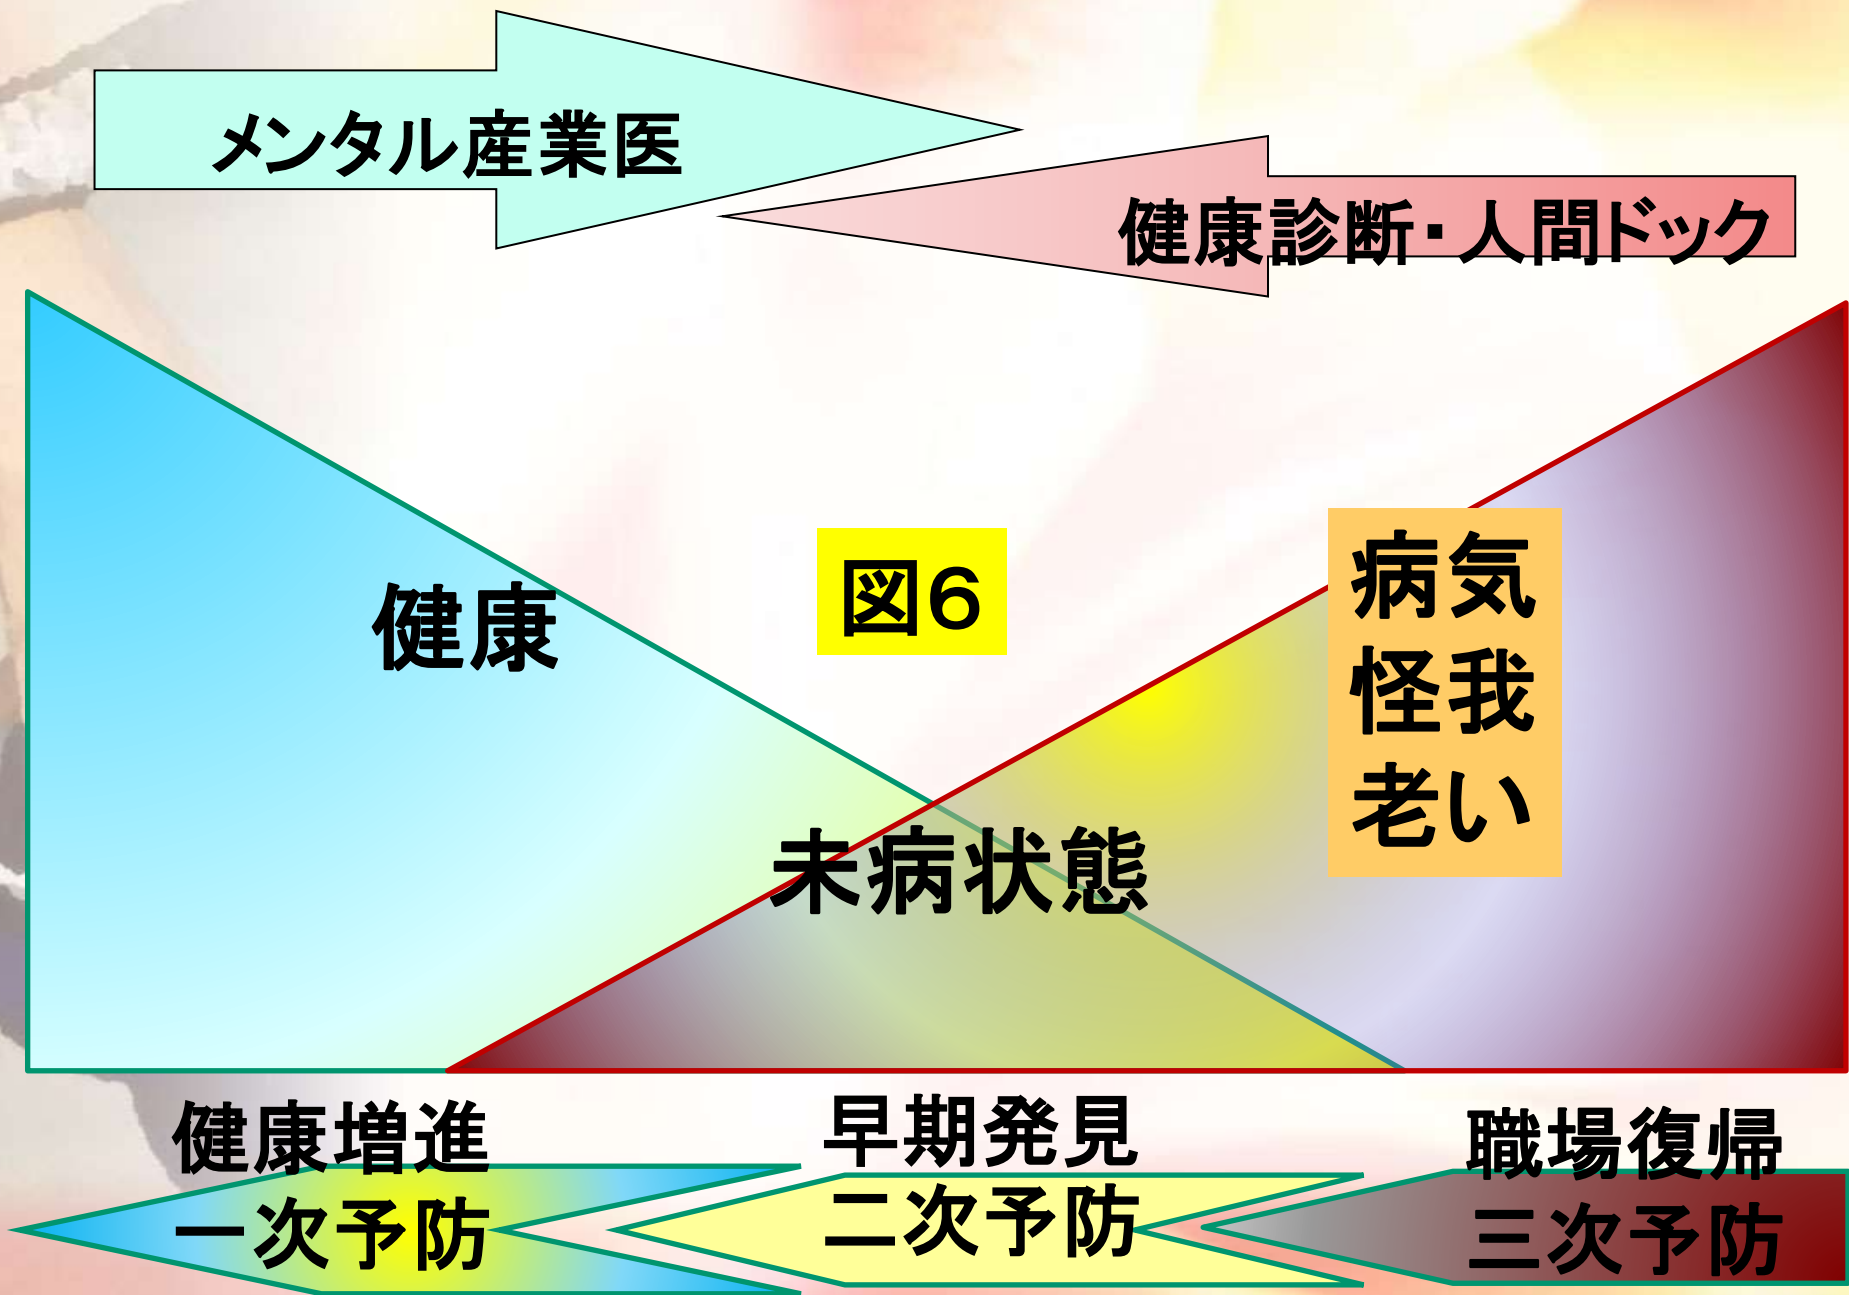 メンタル産業医
健康診断・人間ドック
健康
図6
病気
怪我
老い
未病状態
健康増進
一次予防
早期発見
二次予防
職場復帰
三次予防